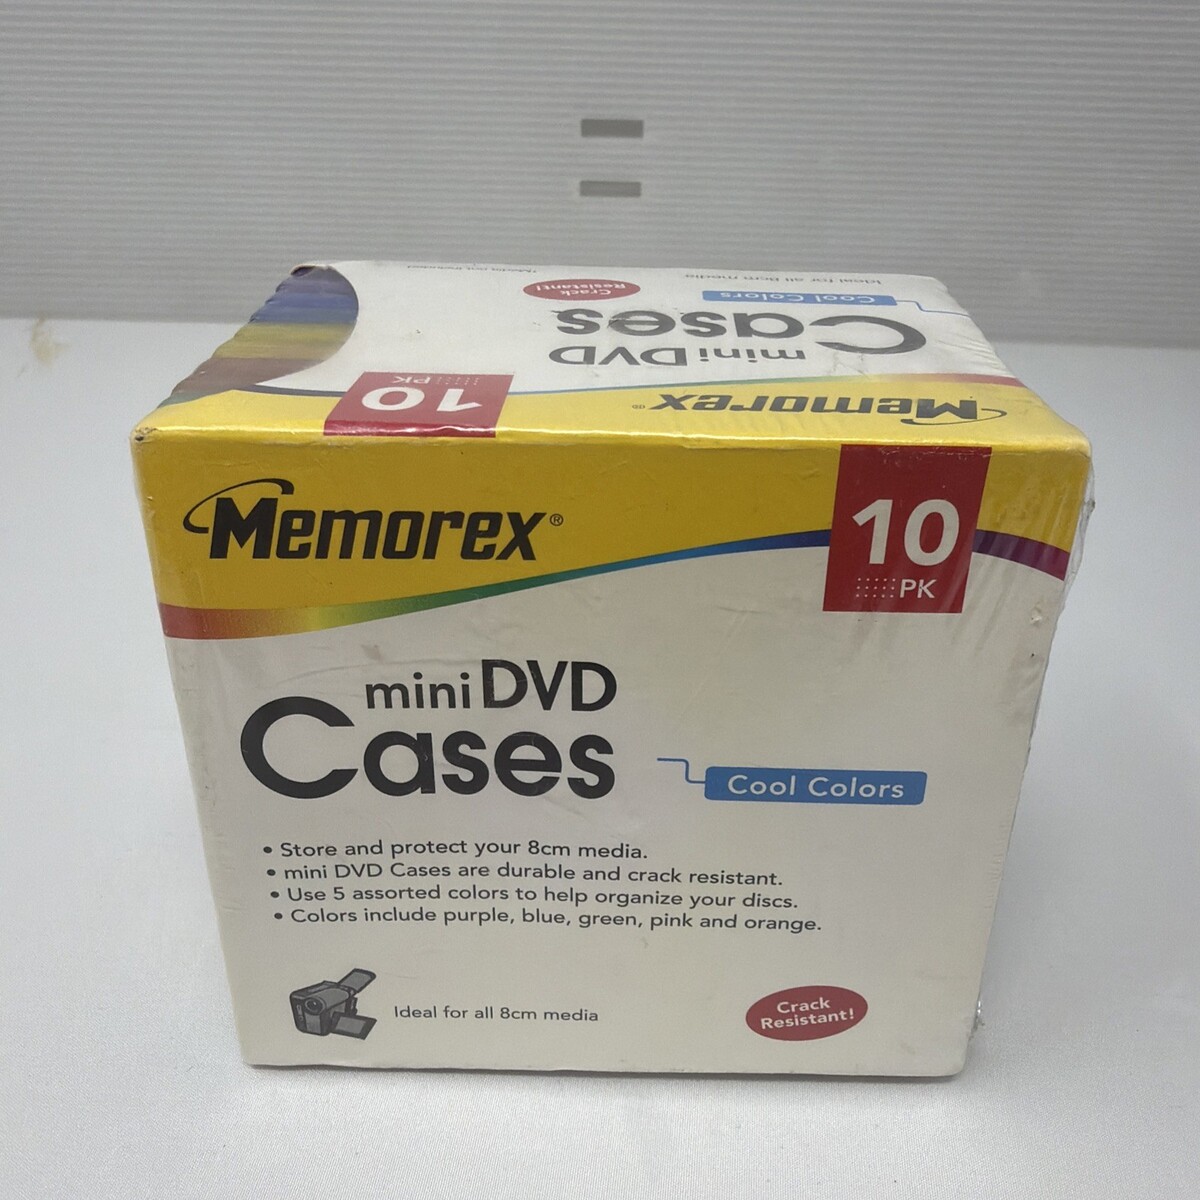 *Media not included
Ideal for all 8cm media
Crack
Resistant!
Cool Colors
Cases
mini DVD
10
PK
Memorex®
Memorex®
10
PK
mini DVD
Cases
Cool Colors
• Store and protect your 8cm media.
• mini DVD Cases are durable and crack resistant.
• Use 5 assorted colors to help organize your discs.
• Colors include purple, blue, green, pink and orange.
Ideal for all 8cm media
Crack
Resistant!